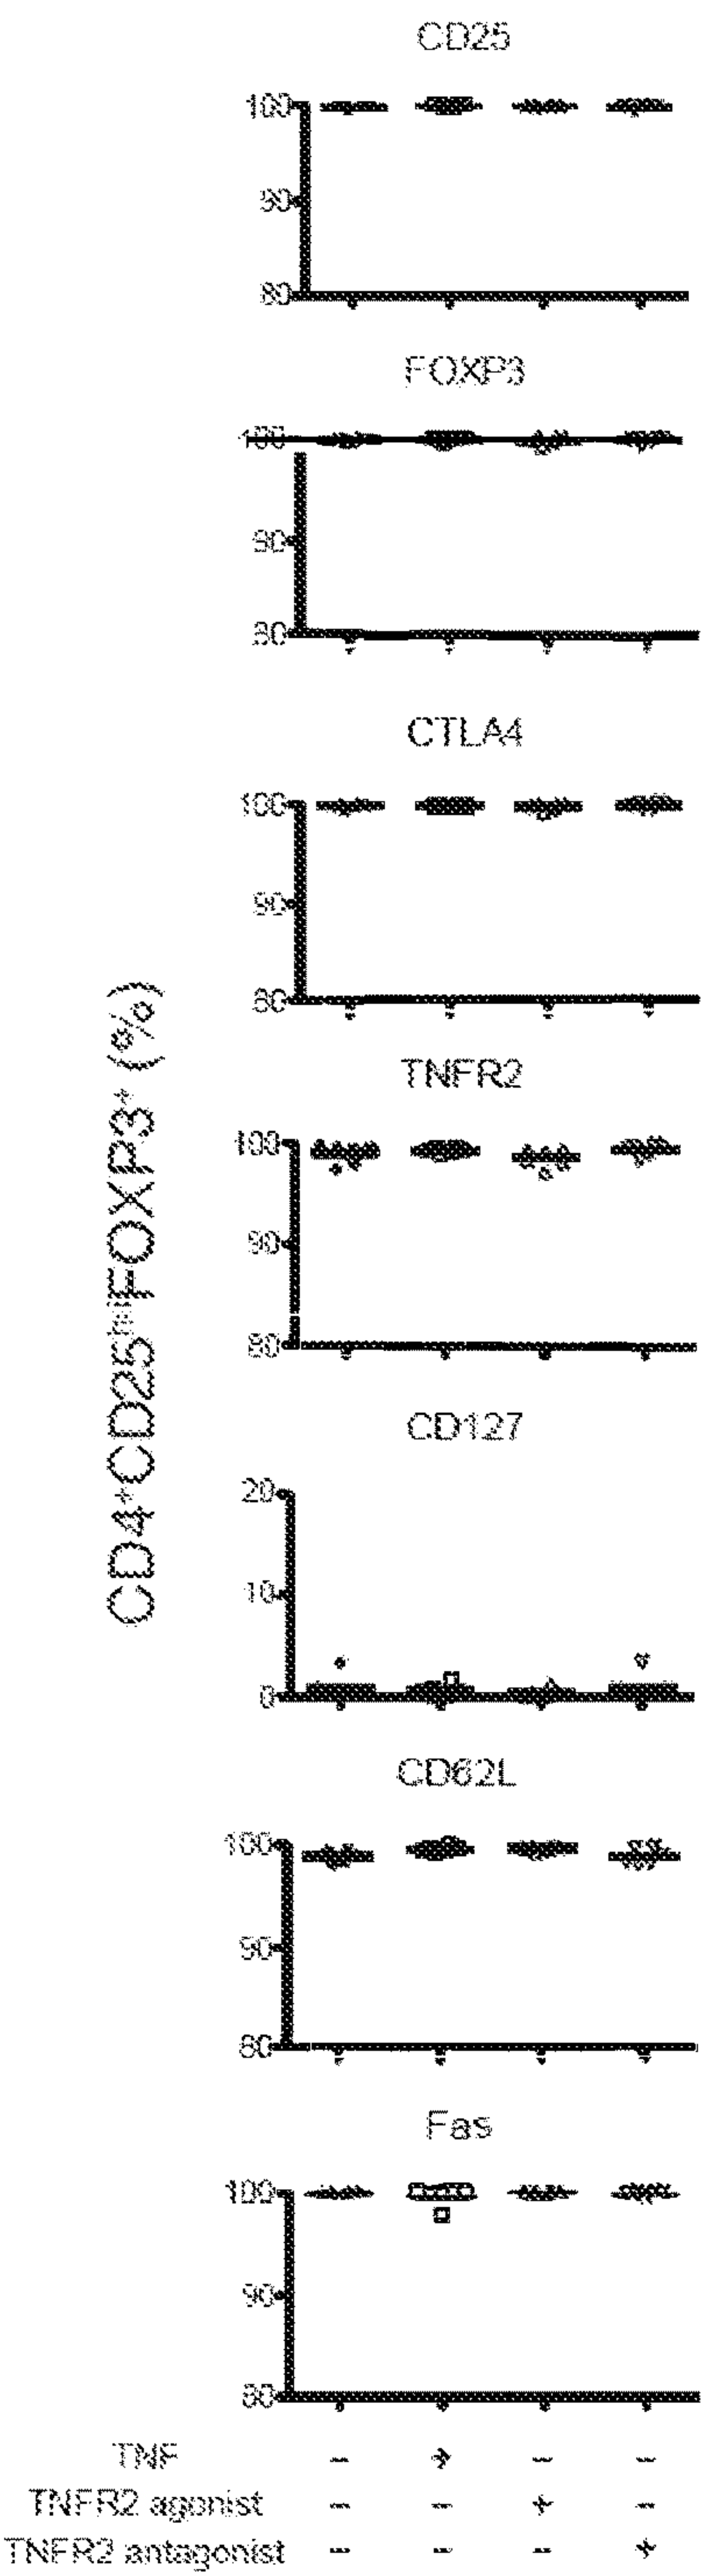 CD25
100
90
80
FOXP3
100
90
80
CTLA4
100
90
80
CD4+CD25hiFOXP3+ (%)
TNFR2
100
90
80
CD127
20
10
0
CD62L
100
90
80
Fas
100
90
80
TNF – + – –
TNFR2 agonist – – + –
TNFR2 antagonist – – – +